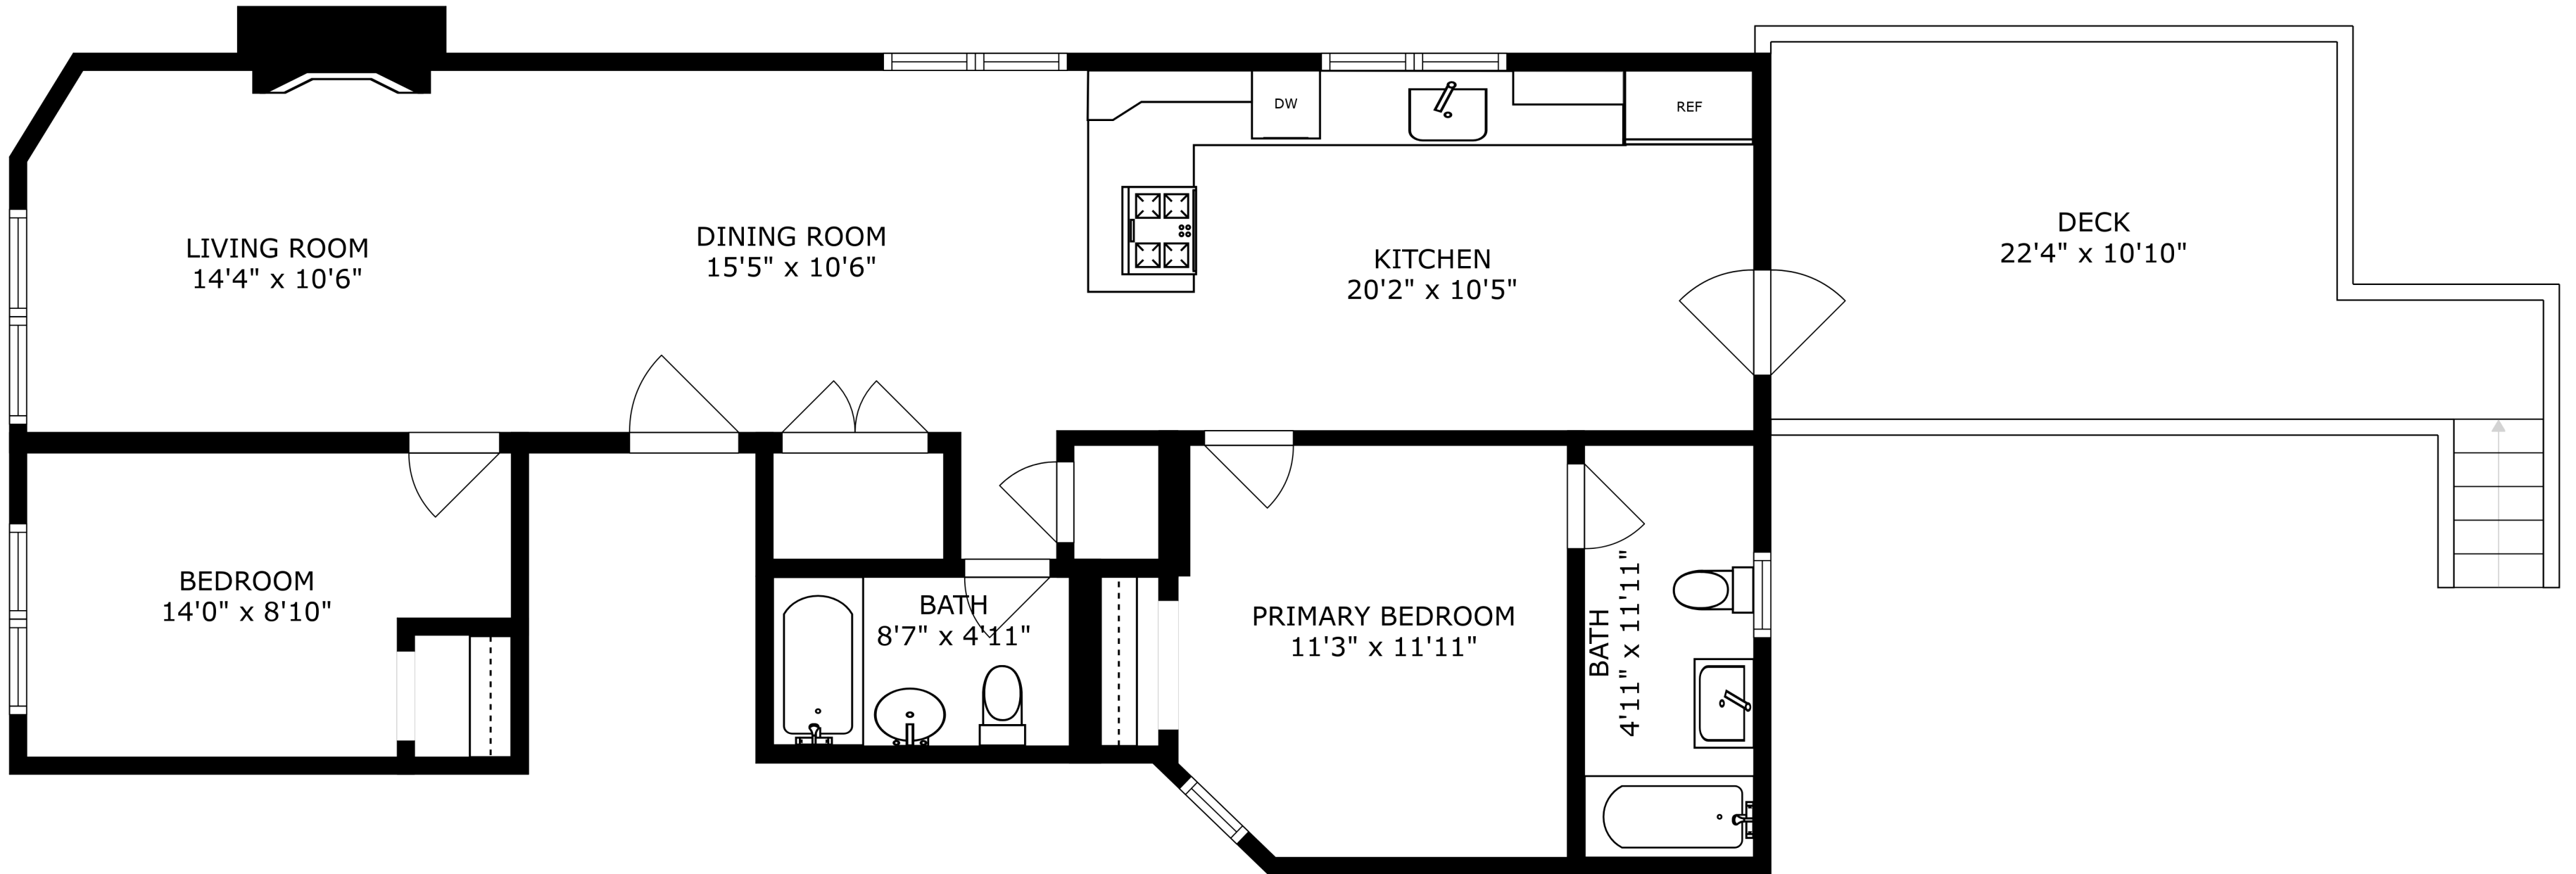 DW
REF
LIVING ROOM
14'4" x 10'6"
DINING ROOM
15'5" x 10'6"
KITCHEN
20'2" x 10'5"
DECK
22'4" x 10'10"
BEDROOM
14'0" x 8'10"
BATH
8'7" x 4'11"
PRIMARY BEDROOM
11'3" x 11'11"
BATH
4'11" x 11'11"